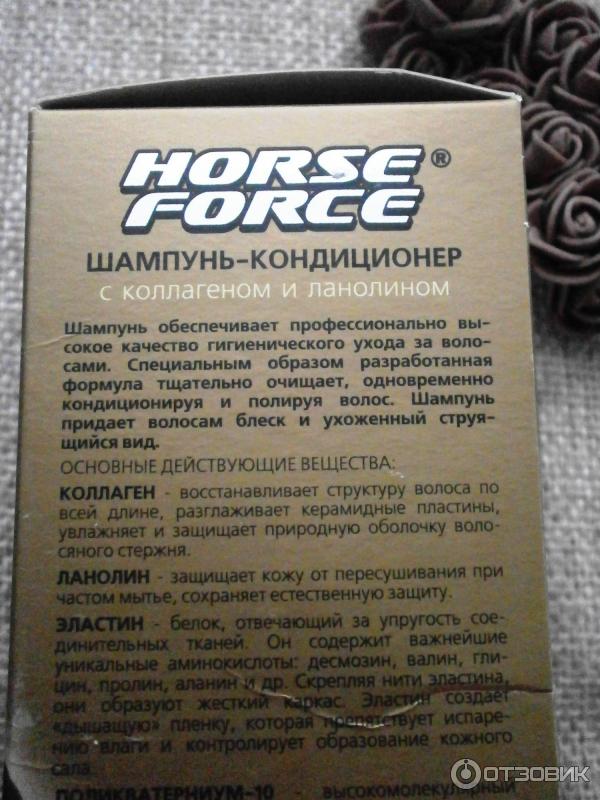 HORSE
FORCE ®
ШАМПУНЬ-КОНДИЦИОНЕР
с коллагеном и ланолином
Шампунь обеспечивает профессионально вы-
сокое качество гигиенического ухода за воло-
сами. Специальным образом разработанная
формула тщательно очищает, одновременно
кондиционируя и полируя волос. Шампунь
придает волосам блеск и ухоженный струя-
щийся вид.
ОСНОВНЫЕ ДЕЙСТВУЮЩИЕ ВЕЩЕСТВА:
КОЛЛАГЕН - восстанавливает структуру волоса по
всей длине, разглаживает керамидные пластины,
увлажняет и защищает природную оболочку воло-
сяного стержня.
ЛАНОЛИН - защищает кожу от пересушивания при
частом мытье, сохраняет естественную защиту.
ЭЛАСТИН - белок, отвечающий за упругость сое-
динительных тканей. Он содержит важнейшие
уникальные аминокислоты: десмозин, валин, гли-
цин, пролин, аланин и др. Скрепляя нити эластина,
они образуют жесткий каркас. Эластин создает
«дышащую» пленку, которая препятствует испаре-
нию влаги и контролирует образование кожного
сала.
ПОЛИКВАТЕРНИУМ-10 - высокомолекулярный
ОТЗОВИК